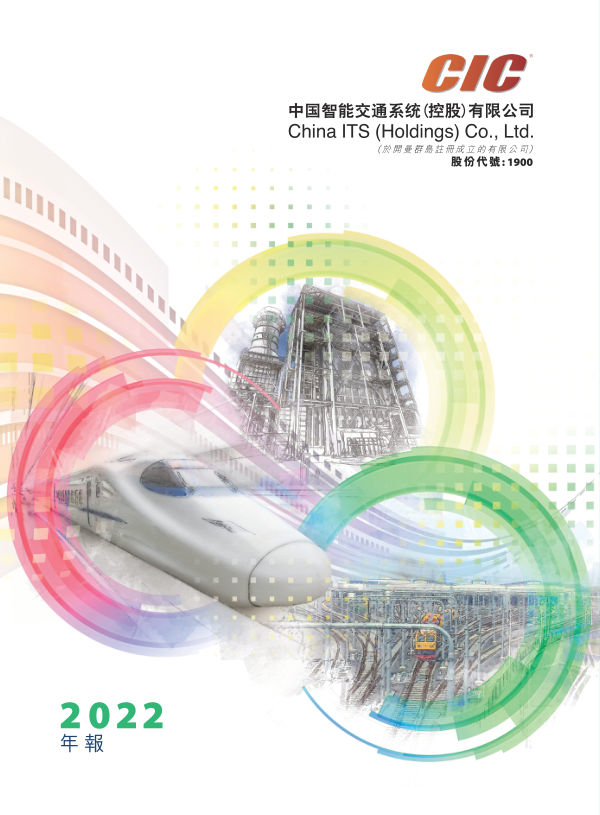 CIC
中国智能交通系统(控股)有限公司
China ITS (Holdings) Co., Ltd.
(於開曼群島註冊成立的有限公司)
股份代號:1900
2022
年報